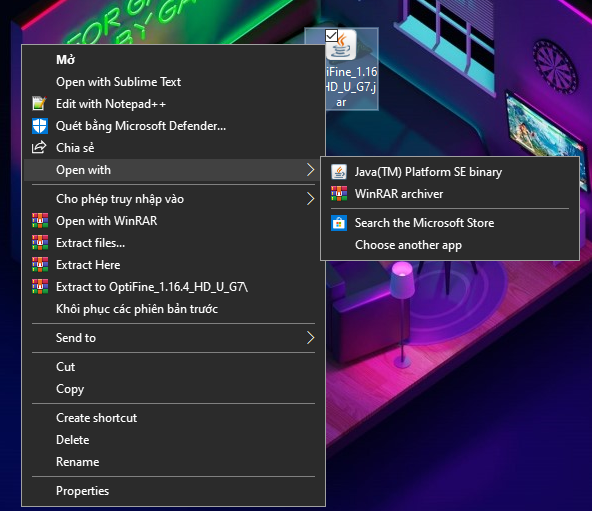 FOR GA
BY GA
Mở
Open with Sublime Text
Edit with Notepad++
Quét bằng Microsoft Defender...
Chia sẻ
Open with
Cho phép truy nhập vào
Open with WinRAR
Extract files...
Extract Here
Extract to OptiFine_1.16.4_HD_U_G7\
Khôi phục các phiên bản trước
Send to
Cut
Copy
Create shortcut
Delete
Rename
Properties
iFine_1.16
HD_U_G7.j
ar
Java(TM) Platform SE binary
WinRAR archiver
Search the Microsoft Store
Choose another app